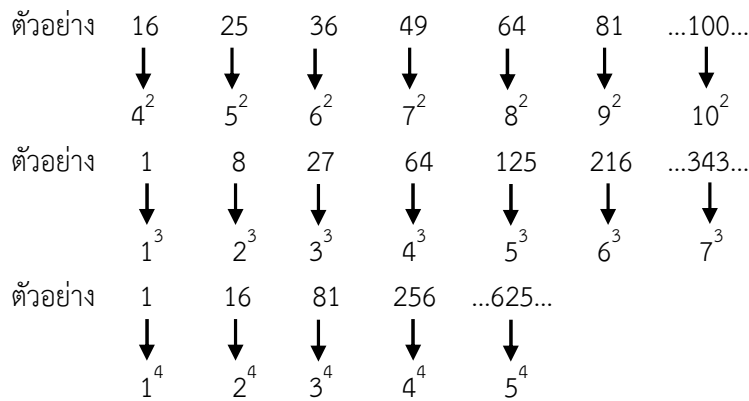 ตัวอย่าง 16 25 36 49 64 81 ...100...
4² 5² 6² 7² 8² 9² 10²
ตัวอย่าง 1 8 27 64 125 216 ...343...
1³ 2³ 3³ 4³ 5³ 6³ 7³
ตัวอย่าง 1 16 81 256 ...625...
1⁴ 2⁴ 3⁴ 4⁴ 5⁴